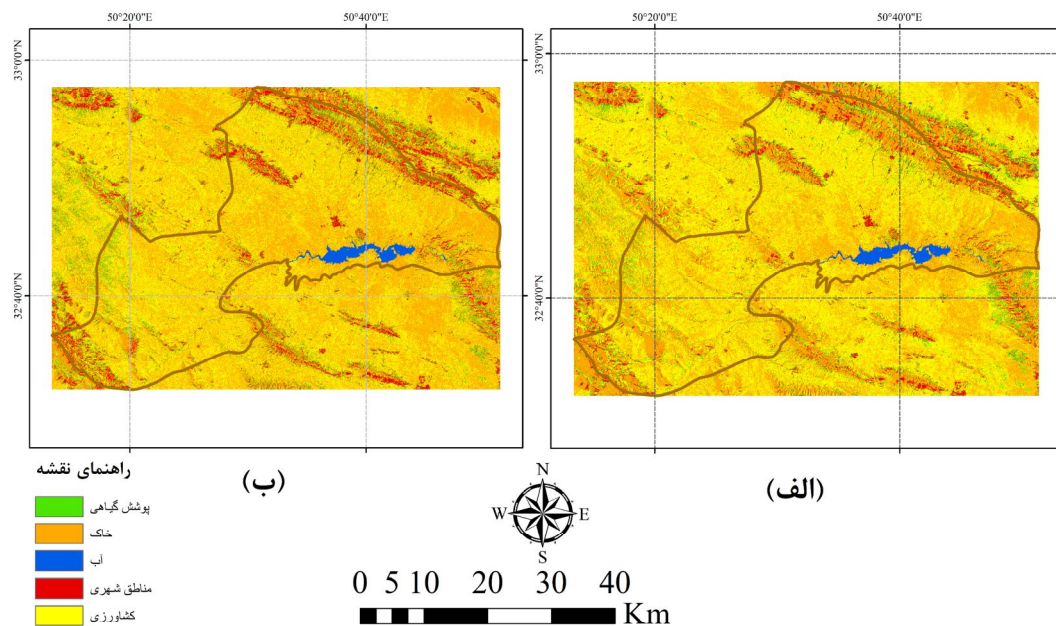 50°20'0"E
50°40'0"E
50°20'0"E
50°40'0"E
33°0'0"N
32°40'0"N
33°0'0"N
32°40'0"N
(الف)
(ب)
راهنمای نقشه
پوشش گیاهی
خاک
آب
مناطق شهری
کشاورزی
N
W E
S
0 5 10 20 30 40
Km